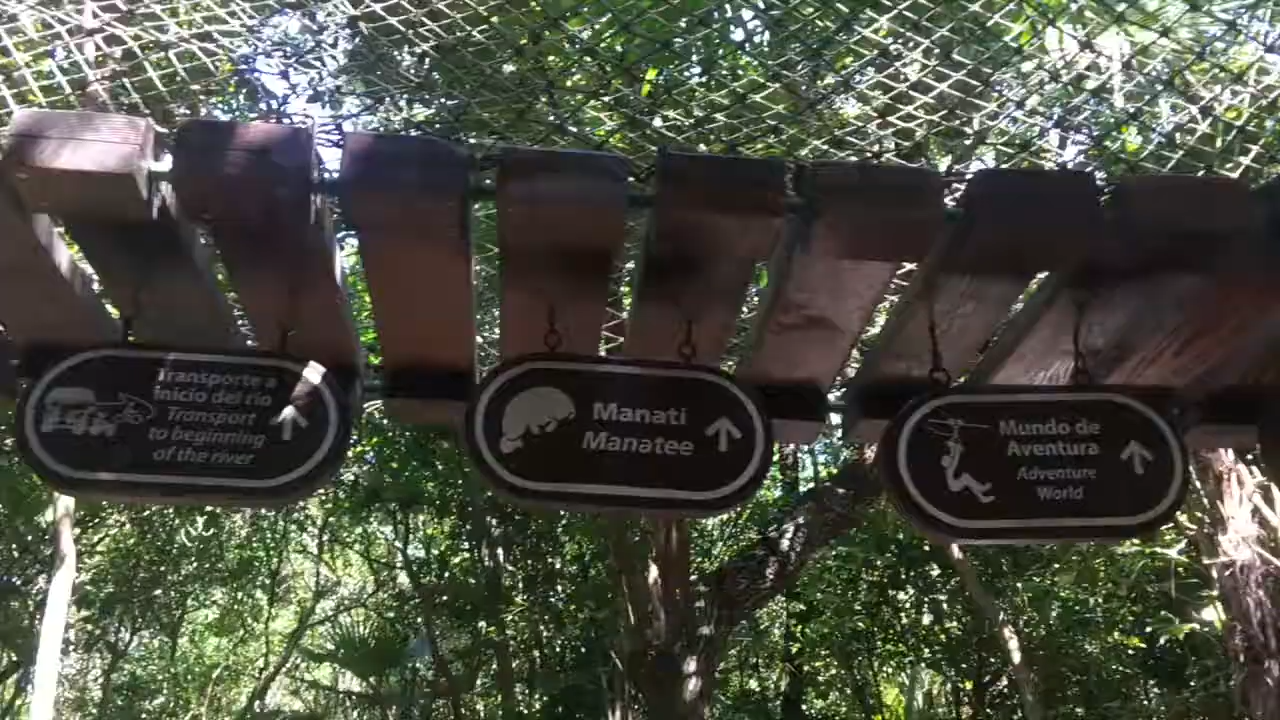 Transporte a
Inicio del río
Transport
to beginning
of the river
Manatí
Manatee
Mundo de
Aventura
Adventure
World